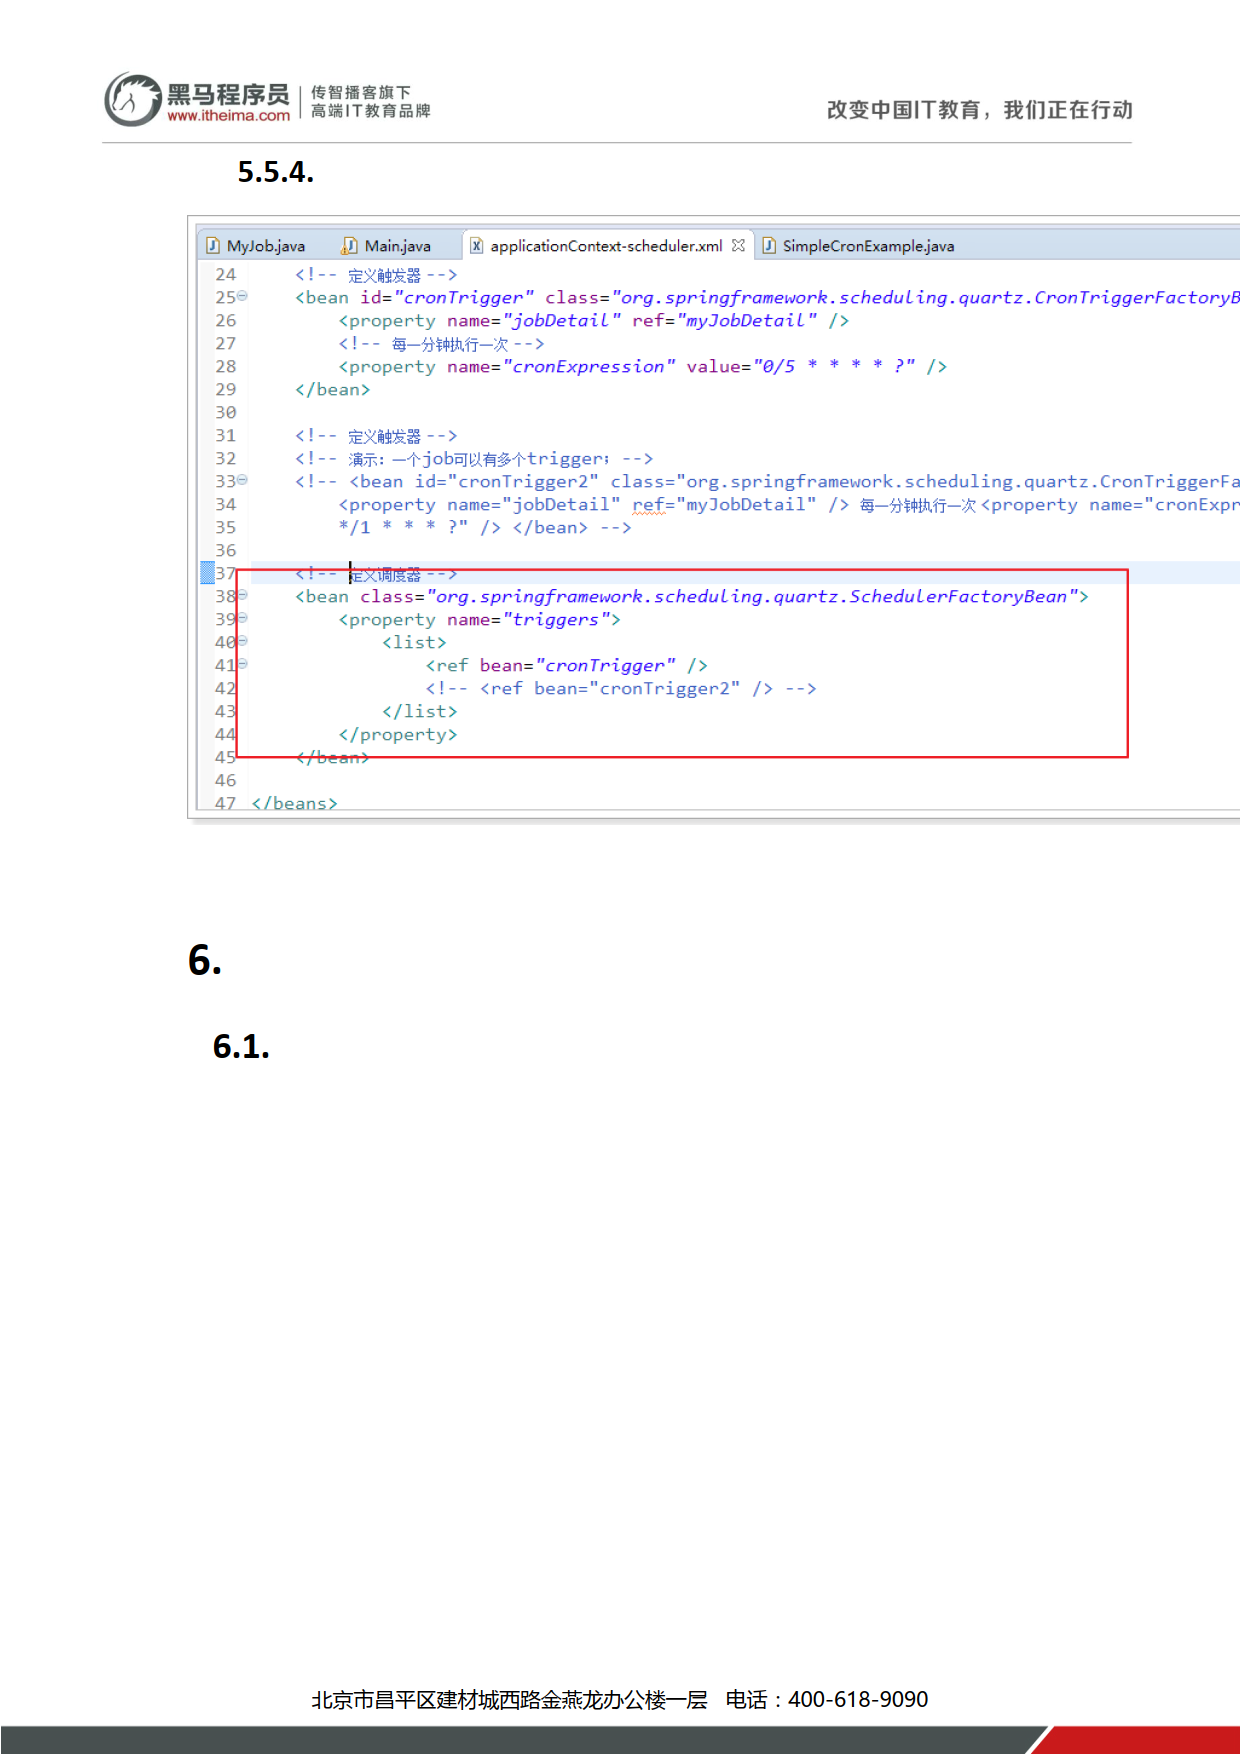 黑马程序员
www.itheima.com
传智播客旗下
高端IT教育品牌
改变中国IT教育，我们正在行动
5.5.4.
MyJob.java Main.java applicationContext-scheduler.xml SimpleCronExample.java
24 <!-- 定义触发器 -->
25 <bean id="cronTrigger" class="org.springframework.scheduling.quartz.CronTriggerFactoryB
26 <property name="jobDetail" ref="myJobDetail" />
27 <!-- 每一分钟执行一次 -->
28 <property name="cronExpression" value="0/5 * * * * ?" />
29 </bean>
30
31 <!-- 定义触发器 -->
32 <!-- 演示：一个job可以有多个trigger； -->
33 <!-- <bean id="cronTrigger2" class="org.springframework.scheduling.quartz.CronTriggerFa
34 <property name="jobDetail" ref="myJobDetail" /> 每一分钟执行一次 <property name="cronExpr
35 */1 * * * ?" /> </bean> -->
36
37 <!-- 定义调度器 -->
38 <bean class="org.springframework.scheduling.quartz.SchedulerFactoryBean">
39 <property name="triggers">
40 <list>
41 <ref bean="cronTrigger" />
42 <!-- <ref bean="cronTrigger2" /> -->
43 </list>
44 </property>
45 </bean>
46
47 </beans>
6.
6.1.
北京市昌平区建材城西路金燕龙办公楼一层 电话：400-618-9090